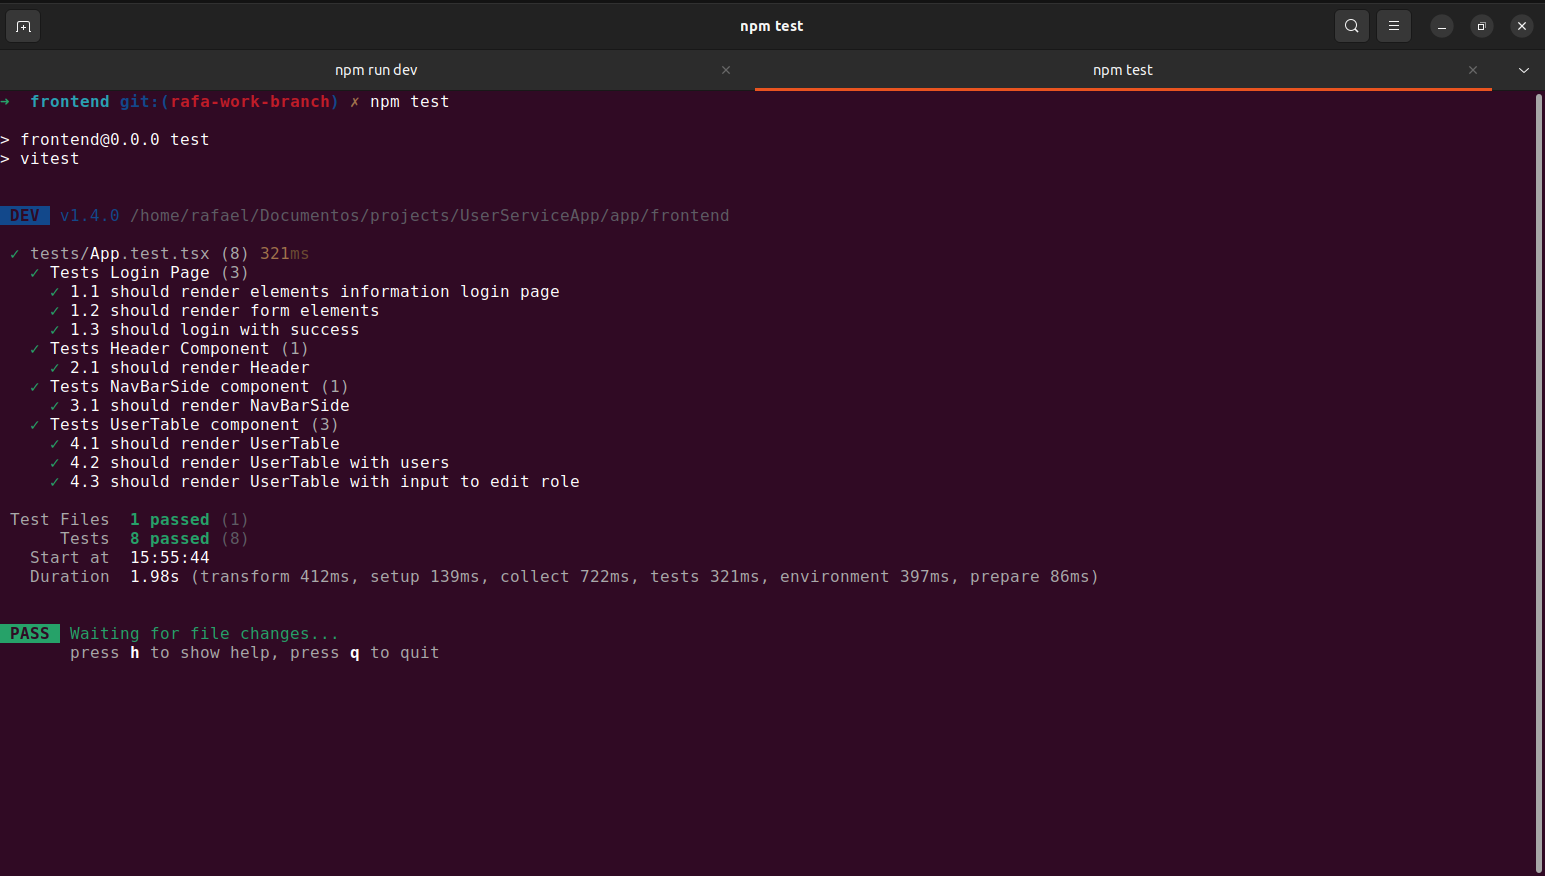 npm test
npm run dev
npm test
➜  frontend git:(rafa-work-branch) ✗ npm test
> frontend@0.0.0 test
> vitest
DEV  v1.4.0 /home/rafael/Documentos/projects/UserServiceApp/app/frontend
✓ tests/App.test.tsx (8) 321ms
✓ Tests Login Page (3)
✓ 1.1 should render elements information login page
✓ 1.2 should render form elements
✓ 1.3 should login with success
✓ Tests Header Component (1)
✓ 2.1 should render Header
✓ Tests NavBarSide component (1)
✓ 3.1 should render NavBarSide
✓ Tests UserTable component (3)
✓ 4.1 should render UserTable
✓ 4.2 should render UserTable with users
✓ 4.3 should render UserTable with input to edit role
Test Files  1 passed (1)
Tests  8 passed (8)
Start at  15:55:44
Duration  1.98s (transform 412ms, setup 139ms, collect 722ms, tests 321ms, environment 397ms, prepare 86ms)
PASS  Waiting for file changes...
press h to show help, press q to quit